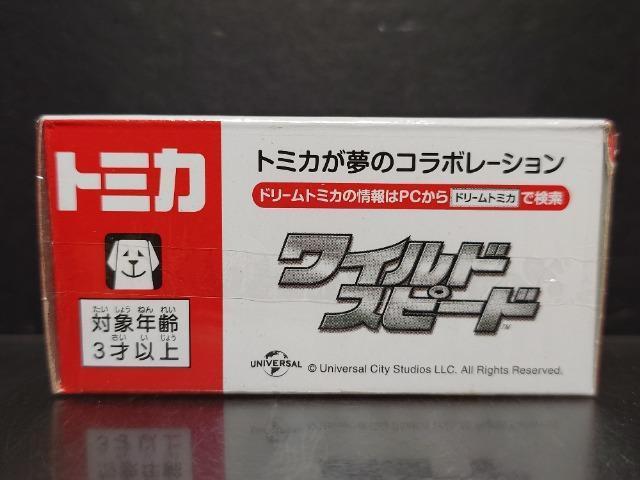 トミカ
トミカが夢のコラボレーション
ドリームトミカの情報はPCから ドリームトミカ で検索
ワイルド
スピード™
たい しょう ねん れい
対象年齢
さい い じょう
3才以上
UNIVERSAL
© Universal City Studios LLC. All Rights Reserved.